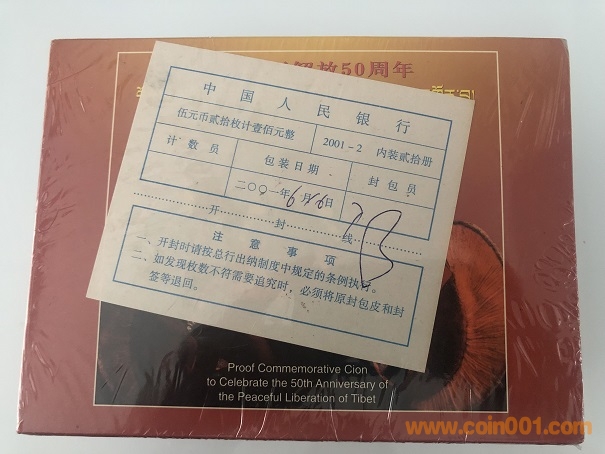 解放50周年
中国人民银行
伍元币贰拾枚计壹佰元整 2001-2 内装贰拾册
计数员 包装日期 封包员
二〇〇一年6月16日
开封线
注意事项
一、开封时请按总行出纳制度中规定的条例执行。
二、如发现枚数不符需要追究时，必须将原封包皮和封
签等退回。
Proof Commemorative Cion
to Celebrate the 50th Anniversary of
the Peaceful Liberation of Tibet
www.coin001.com